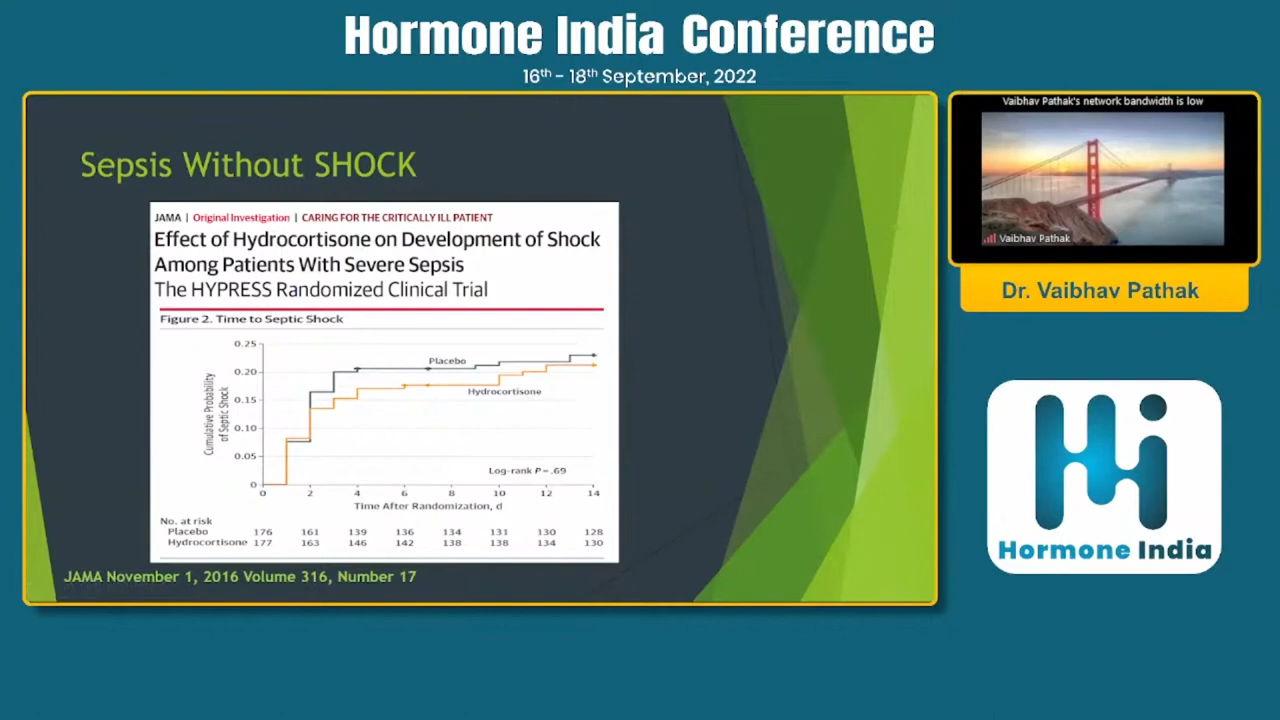 Hormone India Conference
16th - 18th September, 2022
Sepsis Without SHOCK
JAMA | Original Investigation | CARING FOR THE CRITICALLY ILL PATIENT
Effect of Hydrocortisone on Development of Shock
Among Patients With Severe Sepsis
The HYPRESS Randomized Clinical Trial
Figure 2. Time to Septic Shock
0.25
0.20
0.15
0.10
0.05
0
Cumulative Probability
of Septic Shock
Placebo
Hydrocortisone
Log-rank P = .69
0 2 4 6 8 10 12 14
Time After Randomization, d
No. at risk
Placebo 176 161 139 136 134 131 130 128
Hydrocortisone 177 163 146 142 138 138 134 130
JAMA November 1, 2016 Volume 316, Number 17
Vaibhav Pathak's network bandwidth is low
Vaibhav Pathak
Dr. Vaibhav Pathak
Hi
Hormone India